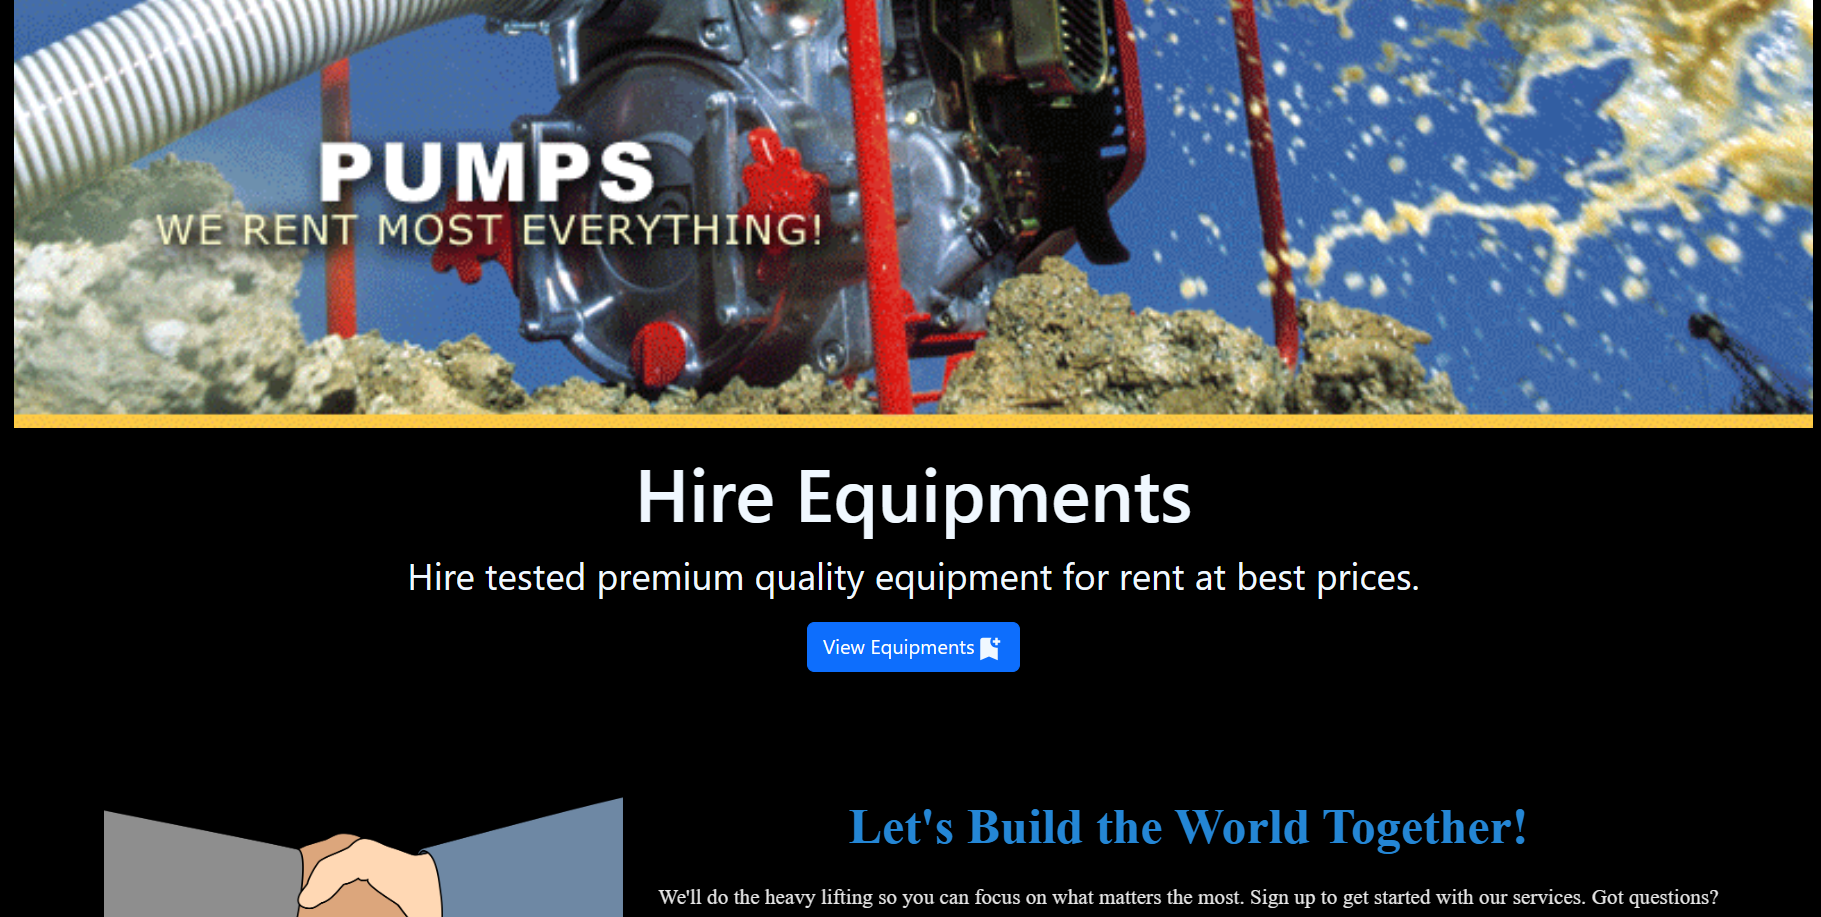 PUMPS
WE RENT MOST EVERYTHING!
Hire Equipments
Hire tested premium quality equipment for rent at best prices.
View Equipments
Let's Build the World Together!
We'll do the heavy lifting so you can focus on what matters the most. Sign up to get started with our services. Got questions?